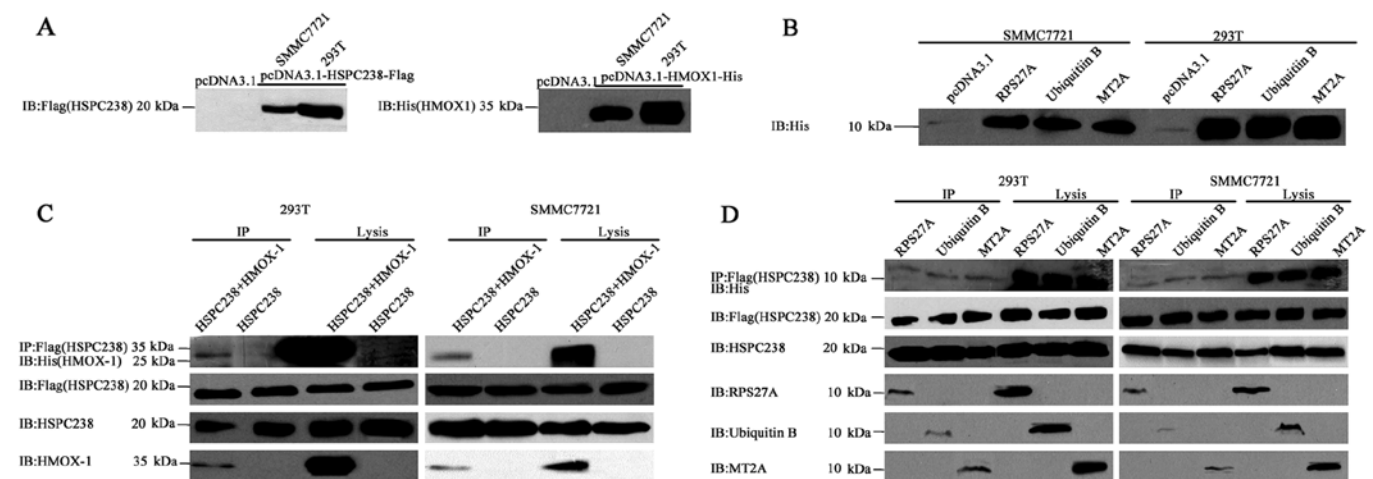 A
SMMC7721
293T
pcDNA3.1
pcDNA3.1-HSPC238-Flag
IB:Flag(HSPC238) 20 kDa
SMMC7721
293T
pcDNA3.1
pcDNA3.1-HMOX1-His
IB:His(HMOX1) 35 kDa
B
SMMC7721
293T
pcDNA3.1
RPS27A
Ubiquitiin B
MT2A
pcDNA3.1
RPS27A
Ubiquitiin B
MT2A
IB:His 10 kDa
C
293T
SMMC7721
IP
Lysis
IP
Lysis
HSPC238+HMOX-1
HSPC238
HSPC238+HMOX-1
HSPC238
HSPC238+HMOX-1
HSPC238
HSPC238+HMOX-1
HSPC238
IP:Flag(HSPC238) 35 kDa
IB:His(HMOX-1) 25 kDa
IB:Flag(HSPC238) 20 kDa
IB:HSPC238 20 kDa
IB:HMOX-1 35 kDa
D
293T
SMMC7721
IP
Lysis
IP
Lysis
RPS27A
Ubiquitin B
MT2A
RPS27A
Ubiquitin B
MT2A
RPS27A
Ubiquitin B
MT2A
RPS27A
Ubiquitin B
MT2A
IP:Flag(HSPC238) 10 kDa
IB:His
IB:Flag(HSPC238) 20 kDa
IB:HSPC238 20 kDa
IB:RPS27A 10 kDa
IB:Ubiquitin B 10 kDa
IB:MT2A 10 kDa